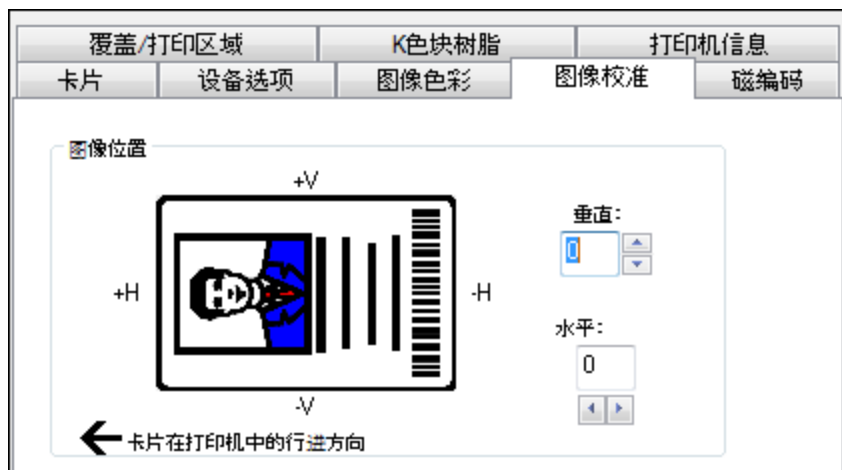 覆盖/打印区域 K色块树脂 打印机信息
卡片 设备选项 图像色彩 图像校准 磁编码
图像位置
+V
垂直:
0
+H
-H
水平:
0
-V
卡片在打印机中的行进方向